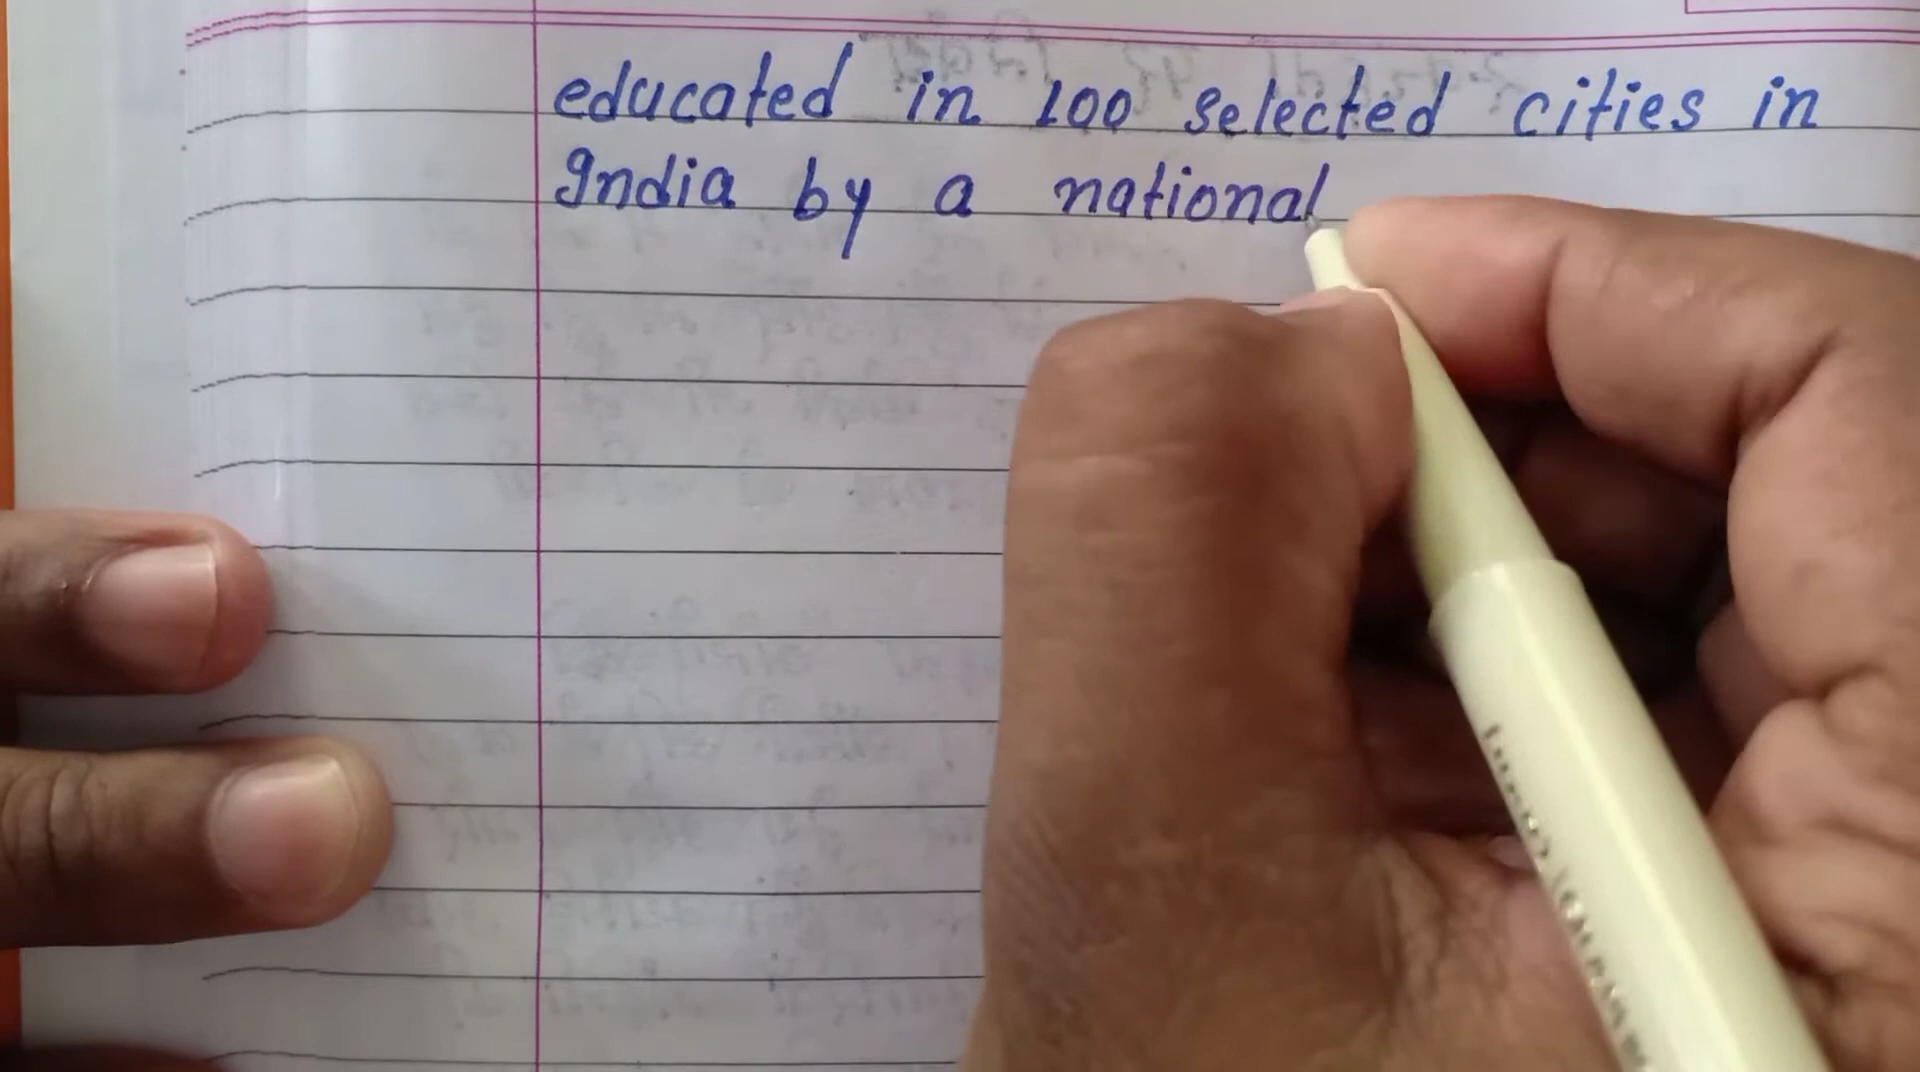 educated in 100 selected cities in
India by a national